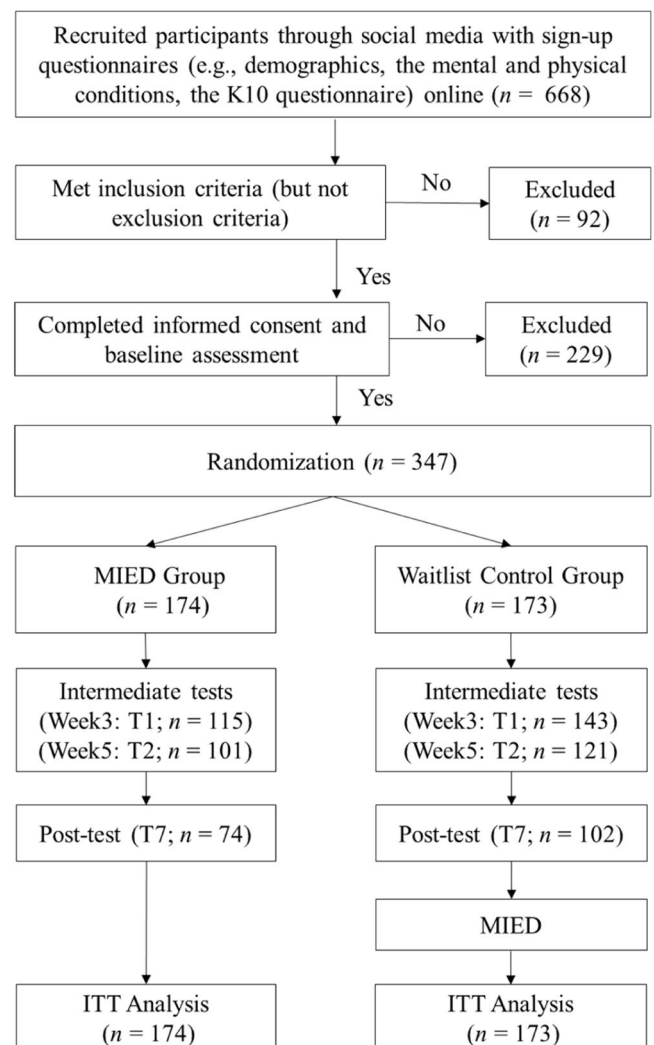 Recruited participants through social media with sign-up
questionnaires (e.g., demographics, the mental and physical
conditions, the K10 questionnaire) online (n = 668)
Met inclusion criteria (but not
exclusion criteria)
No
Excluded
(n = 92)
Yes
Completed informed consent and
baseline assessment
No
Excluded
(n = 229)
Yes
Randomization (n = 347)
MIED Group
(n = 174)
Waitlist Control Group
(n = 173)
Intermediate tests
(Week3: T1; n = 115)
(Week5: T2; n = 101)
Intermediate tests
(Week3: T1; n = 143)
(Week5: T2; n = 121)
Post-test (T7; n = 74)
Post-test (T7; n = 102)
MIED
ITT Analysis
(n = 174)
ITT Analysis
(n = 173)